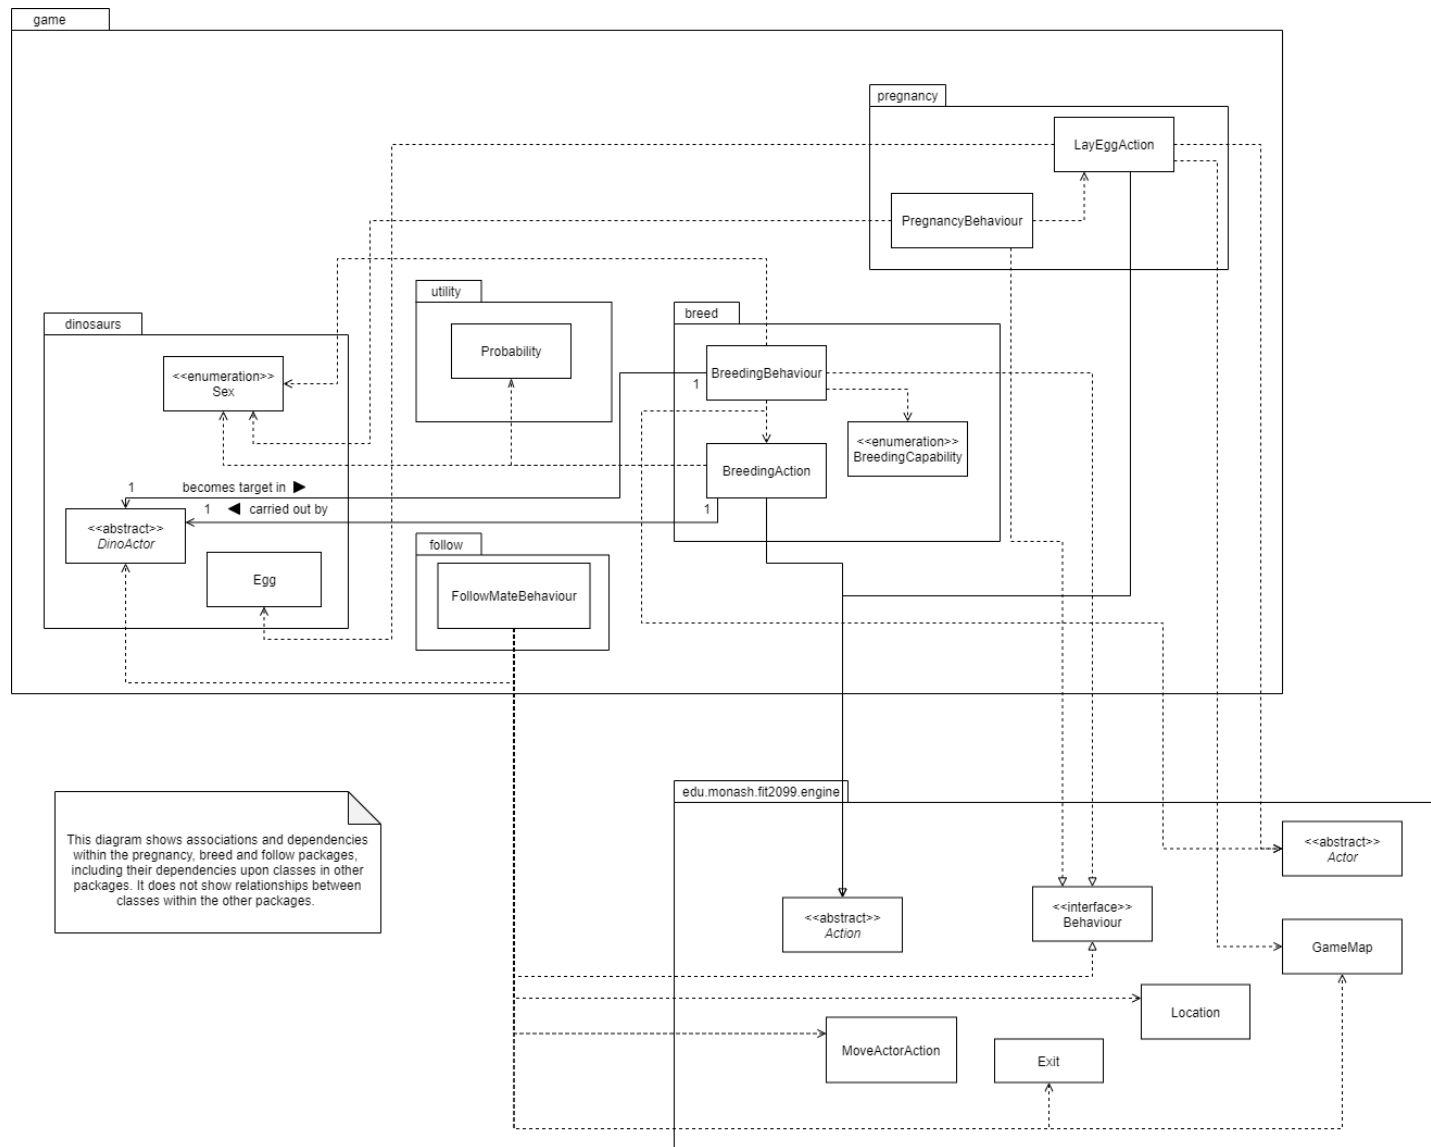 game
pregnancy
LayEggAction
PregnancyBehaviour
utility
Probability
breed
dinosaurs
<<enumeration>>
Sex
BreedingBehaviour
1
<<enumeration>>
BreedingCapability
BreedingAction
1 becomes target in ►
1 ◄ carried out by
1
<<abstract>>
DinoActor
Egg
follow
FollowMateBehaviour
This diagram shows associations and dependencies
within the pregnancy, breed and follow packages,
including their dependencies upon classes in other
packages. It does not show relationships between
classes within the other packages.
edu.monash.fit2099.engine
<<abstract>>
Actor
<<abstract>>
Action
<<interface>>
Behaviour
GameMap
Location
MoveActorAction
Exit